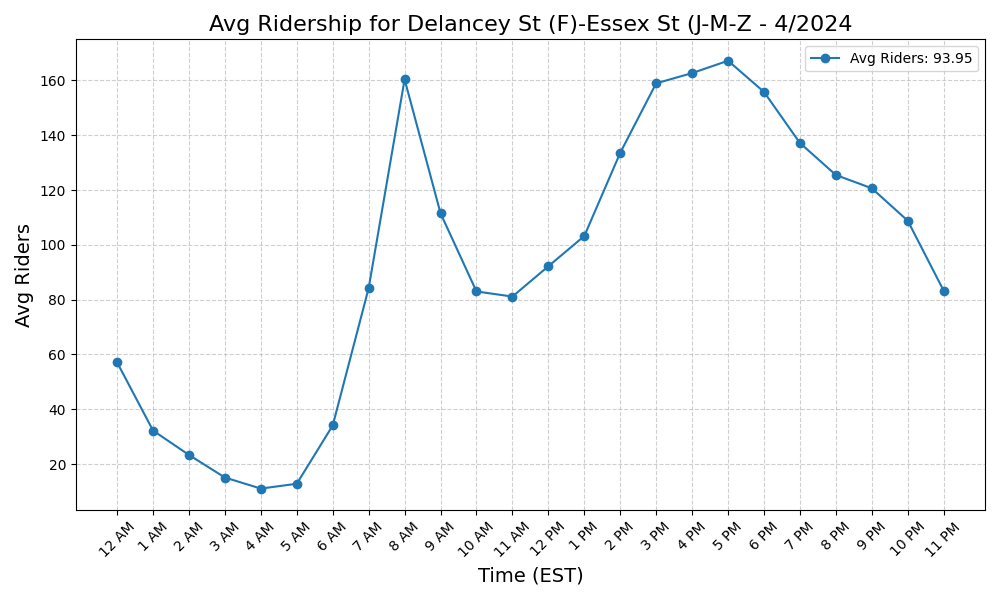 Avg Ridership for Delancey St (F)-Essex St (J-M-Z - 4/2024
Avg Riders: 93.95
Avg Riders
160
140
120
100
80
60
40
20
12 AM
1 AM
2 AM
3 AM
4 AM
5 AM
6 AM
7 AM
8 AM
9 AM
10 AM
11 AM
12 PM
1 PM
2 PM
3 PM
4 PM
5 PM
6 PM
7 PM
8 PM
9 PM
10 PM
11 PM
Time (EST)